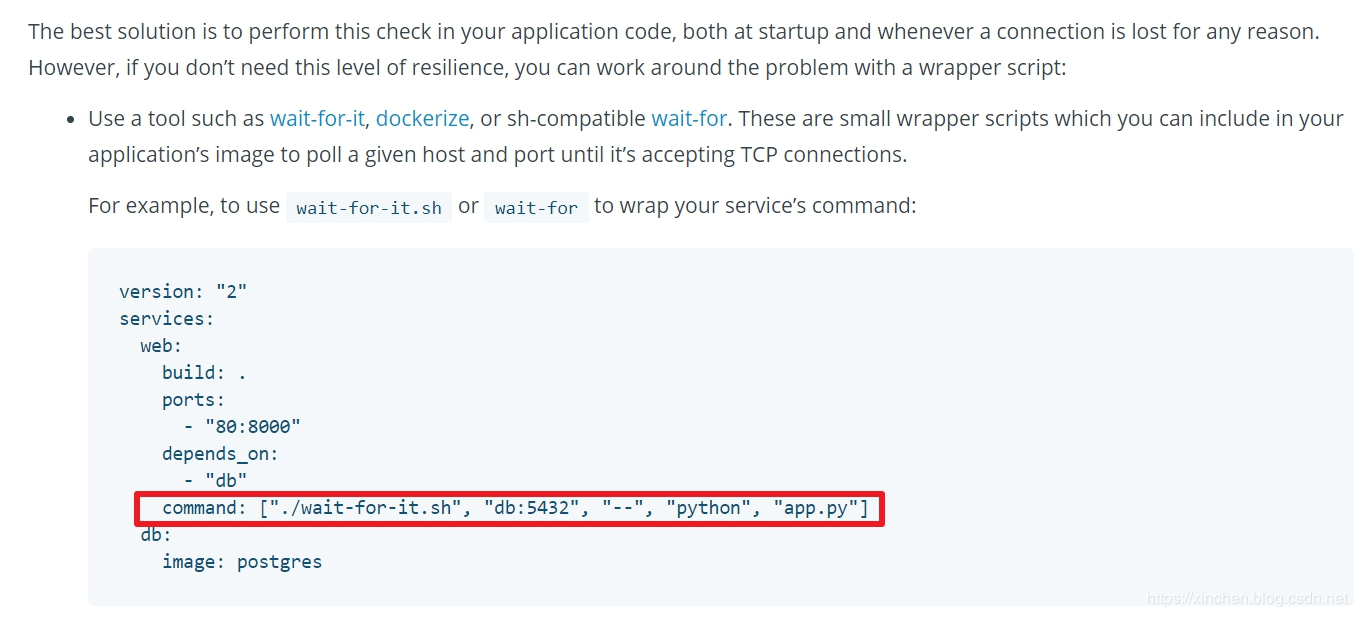 The best solution is to perform this check in your application code, both at startup and whenever a connection is lost for any reason.
However, if you don’t need this level of resilience, you can work around the problem with a wrapper script:
• Use a tool such as wait-for-it, dockerize, or sh-compatible wait-for. These are small wrapper scripts which you can include in your
application’s image to poll a given host and port until it’s accepting TCP connections.
For example, to use wait-for-it.sh or wait-for to wrap your service’s command:
version: "2"
services:
  web:
    build: .
    ports:
      - "80:8000"
    depends_on:
      - "db"
    command: ["./wait-for-it.sh", "db:5432", "--", "python", "app.py"]
  db:
    image: postgres
https://xinchen.blog.csdn.net